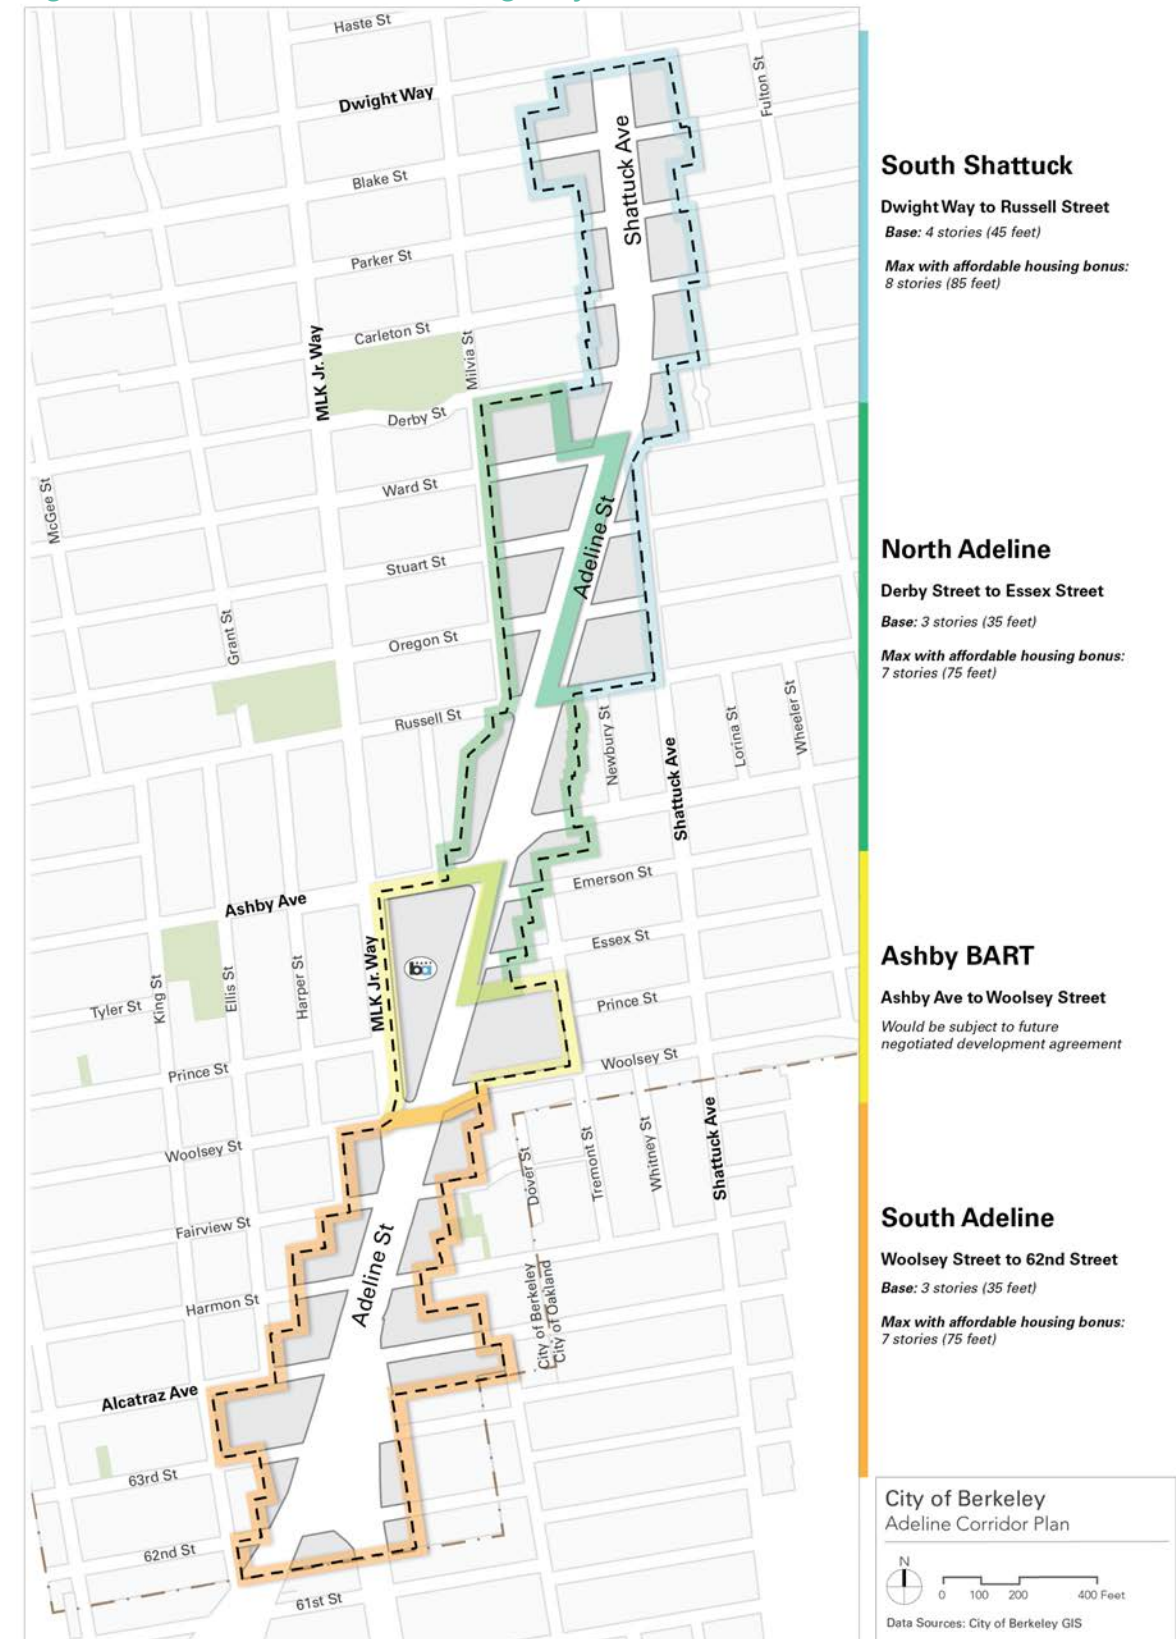 Haste St
Dwight Way
Fulton St
Shattuck Ave
Blake St
Parker St
Carleton St
Milvia St
MLK Jr. Way
Derby St
Ward St
McGee St
Adeline St
Stuart St
Grant St
Oregon St
Russell St
Newbury St
Shattuck Ave
Lorina St
Wheeler St
Emerson St
Ashby Ave
Essex St
MLK Jr. Way
ba
King St
Ellis St
Harper St
Tyler St
Prince St
Prince St
Woolsey St
Woolsey St
Dover St
Tremont St
Whitney St
Shattuck Ave
Fairview St
Adeline St
Harmon St
City of Berkeley
City of Oakland
Alcatraz Ave
63rd St
62nd St
61st St
South Shattuck
Dwight Way to Russell Street
Base: 4 stories (45 feet)
Max with affordable housing bonus:
8 stories (85 feet)
North Adeline
Derby Street to Essex Street
Base: 3 stories (35 feet)
Max with affordable housing bonus:
7 stories (75 feet)
Ashby BART
Ashby Ave to Woolsey Street
Would be subject to future
negotiated development agreement
South Adeline
Woolsey Street to 62nd Street
Base: 3 stories (35 feet)
Max with affordable housing bonus:
7 stories (75 feet)
City of Berkeley
Adeline Corridor Plan
N
0 100 200 400 Feet
Data Sources: City of Berkeley GIS